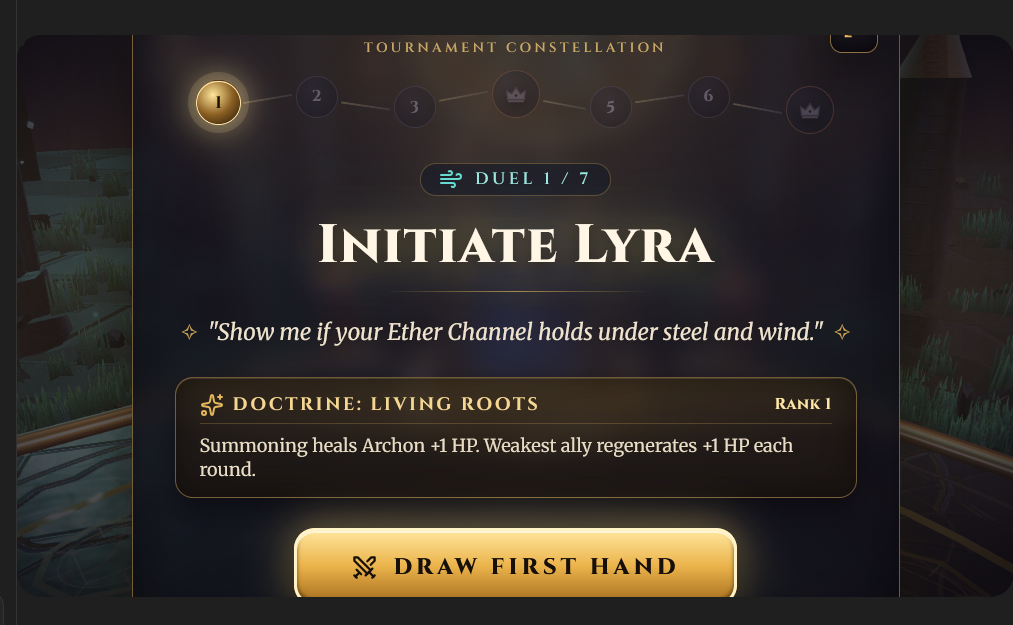 TOURNAMENT CONSTELLATION
1
2
3
5
6
DUEL 1 / 7
INITIATE LYRA
"Show me if your Ether Channel holds under steel and wind."
DOCTRINE: LIVING ROOTS
RANK I
Summoning heals Archon +1 HP. Weakest ally regenerates +1 HP each
round.
DRAW FIRST HAND